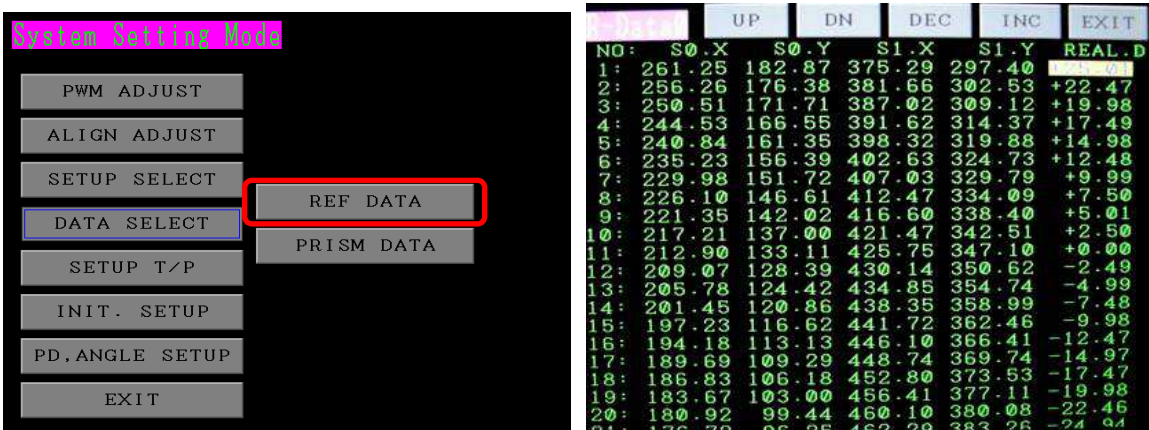 System Setting Mode
PWM ADJUST
ALIGN ADJUST
SETUP SELECT
DATA SELECT
SETUP T/P
INIT. SETUP
PD,ANGLE SETUP
EXIT
REF DATA
PRISM DATA
R-Data0 UP DN DEC INC EXIT
NO: S0.X S0.Y S1.X S1.Y REAL.D
1: 261.25 182.87 375.29 297.40 +25.01
2: 256.26 176.38 381.66 302.53 +22.47
3: 250.51 171.71 387.02 309.12 +19.98
4: 244.53 166.55 391.62 314.37 +17.49
5: 240.84 161.35 398.32 319.88 +14.98
6: 235.23 156.39 402.63 324.73 +12.48
7: 229.98 151.72 407.03 329.79 +9.99
8: 226.10 146.61 412.47 334.09 +7.50
9: 221.35 142.02 416.60 338.40 +5.01
10: 217.21 137.00 421.47 342.51 +2.50
11: 212.90 133.11 425.75 347.10 +0.00
12: 209.07 128.39 430.14 350.62 -2.49
13: 205.78 124.42 434.85 354.74 -4.99
14: 201.45 120.86 438.35 358.99 -7.48
15: 197.23 116.62 441.72 362.46 -9.98
16: 194.18 113.13 446.10 366.41 -12.47
17: 189.69 109.29 448.74 369.74 -14.97
18: 186.83 106.18 452.80 373.53 -17.47
19: 183.67 103.00 456.41 377.11 -19.98
20: 180.92 99.44 460.10 380.08 -22.46